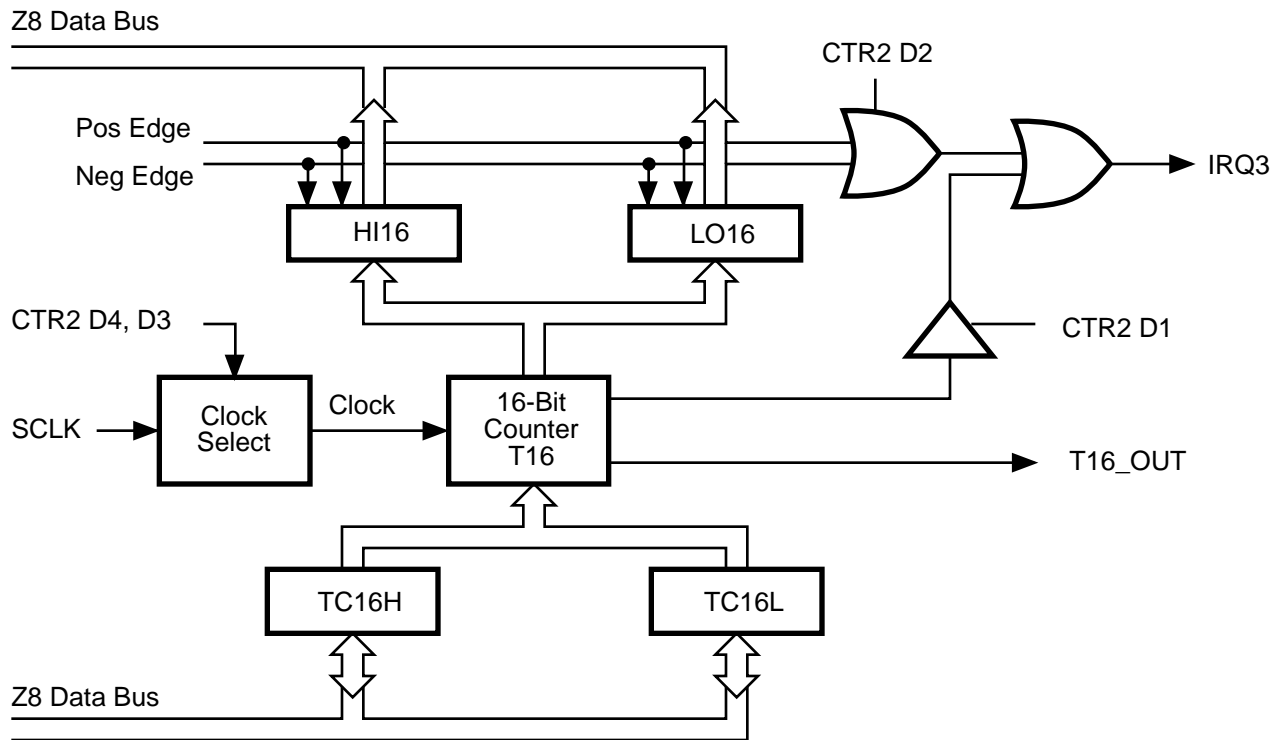 Z8 Data Bus
CTR2 D2
Pos Edge
Neg Edge
IRQ3
HI16
LO16
CTR2 D4, D3
CTR2 D1
SCLK
Clock
Select
Clock
16-Bit
Counter
T16
T16_OUT
TC16H
TC16L
Z8 Data Bus